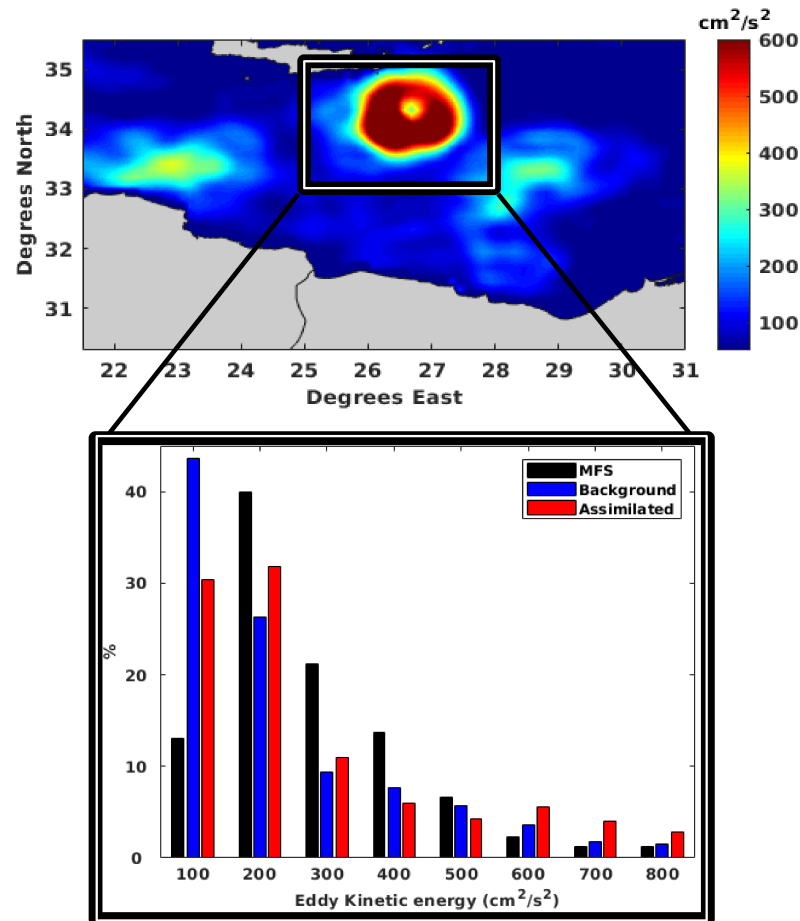 cm²/s²
600
500
400
300
200
100
35
34
33
32
31
Degrees North
22 23 24 25 26 27 28 29 30 31
Degrees East
MFS
Background
Assimilated
40
30
20
10
0
%
100 200 300 400 500 600 700 800
Eddy Kinetic energy (cm²/s²)